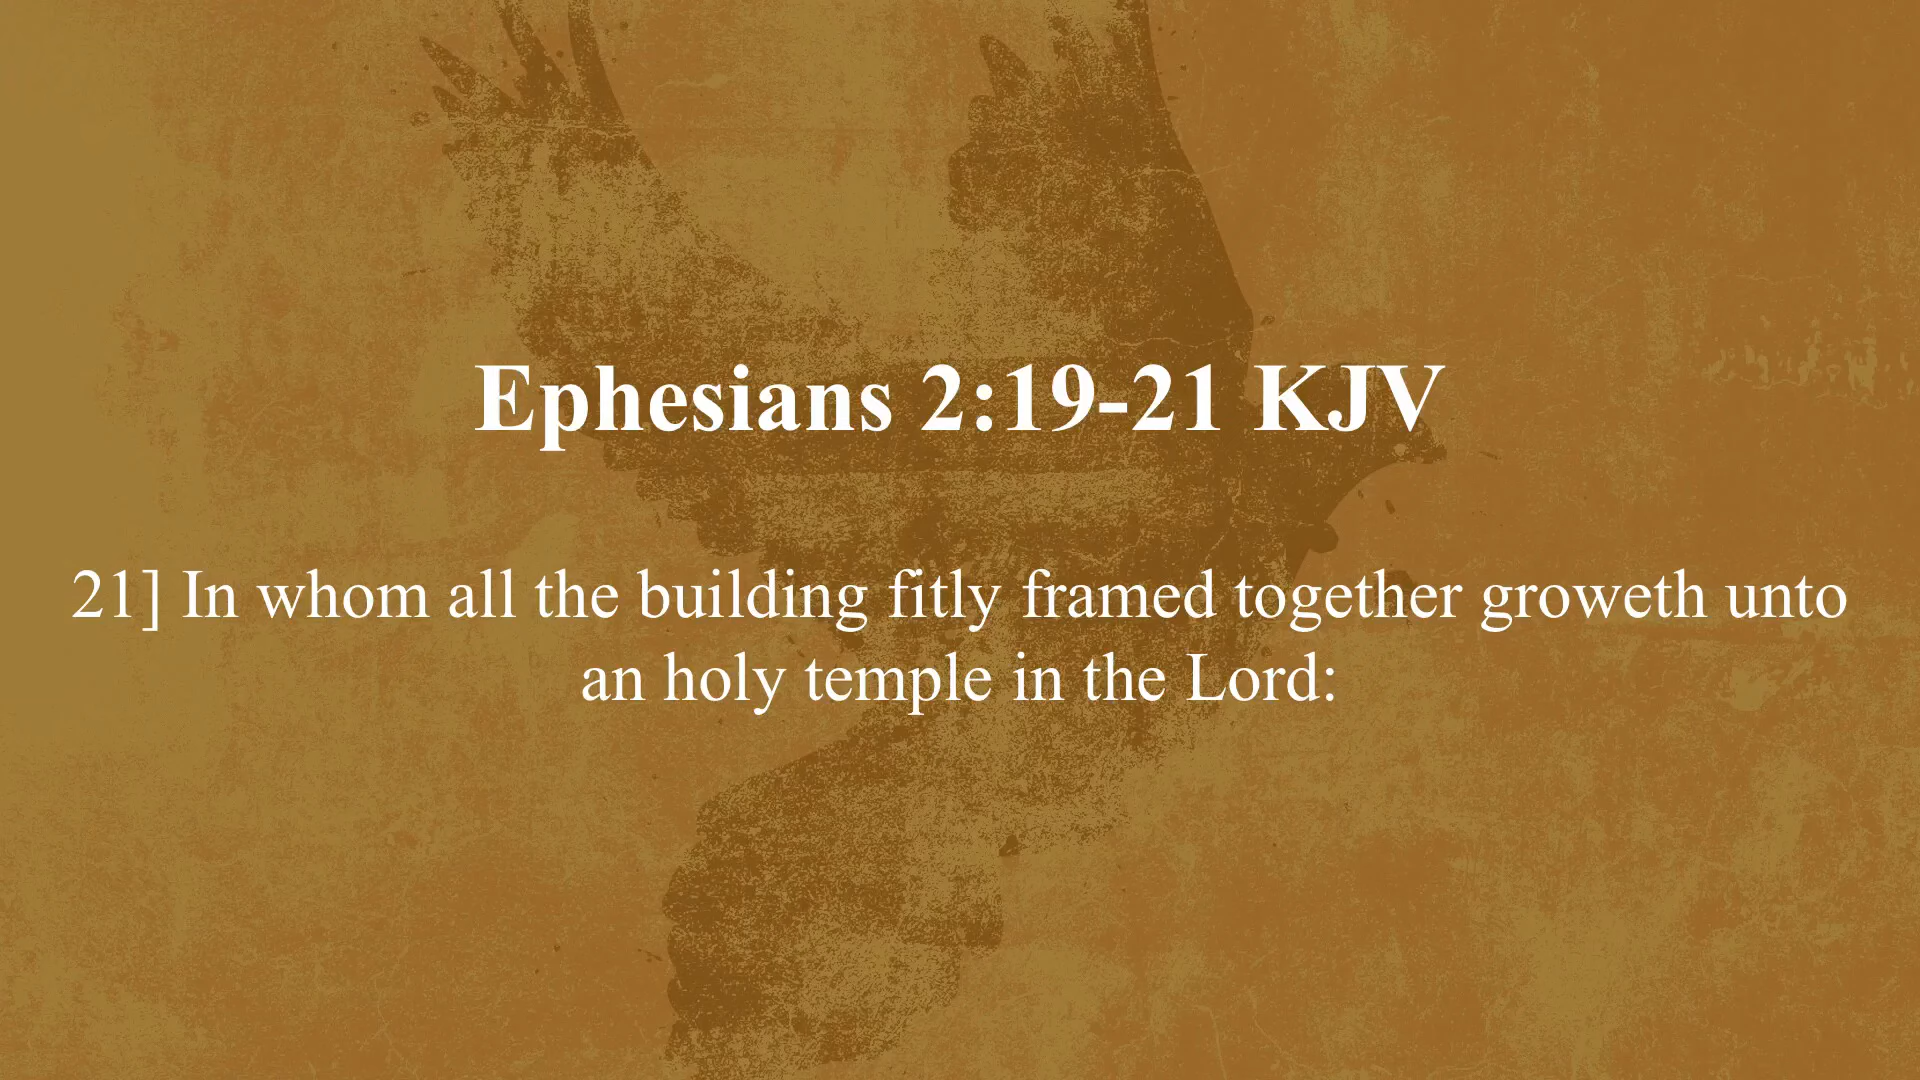 Ephesians 2:19-21 KJV
21] In whom all the building fitly framed together groweth unto
an holy temple in the Lord: